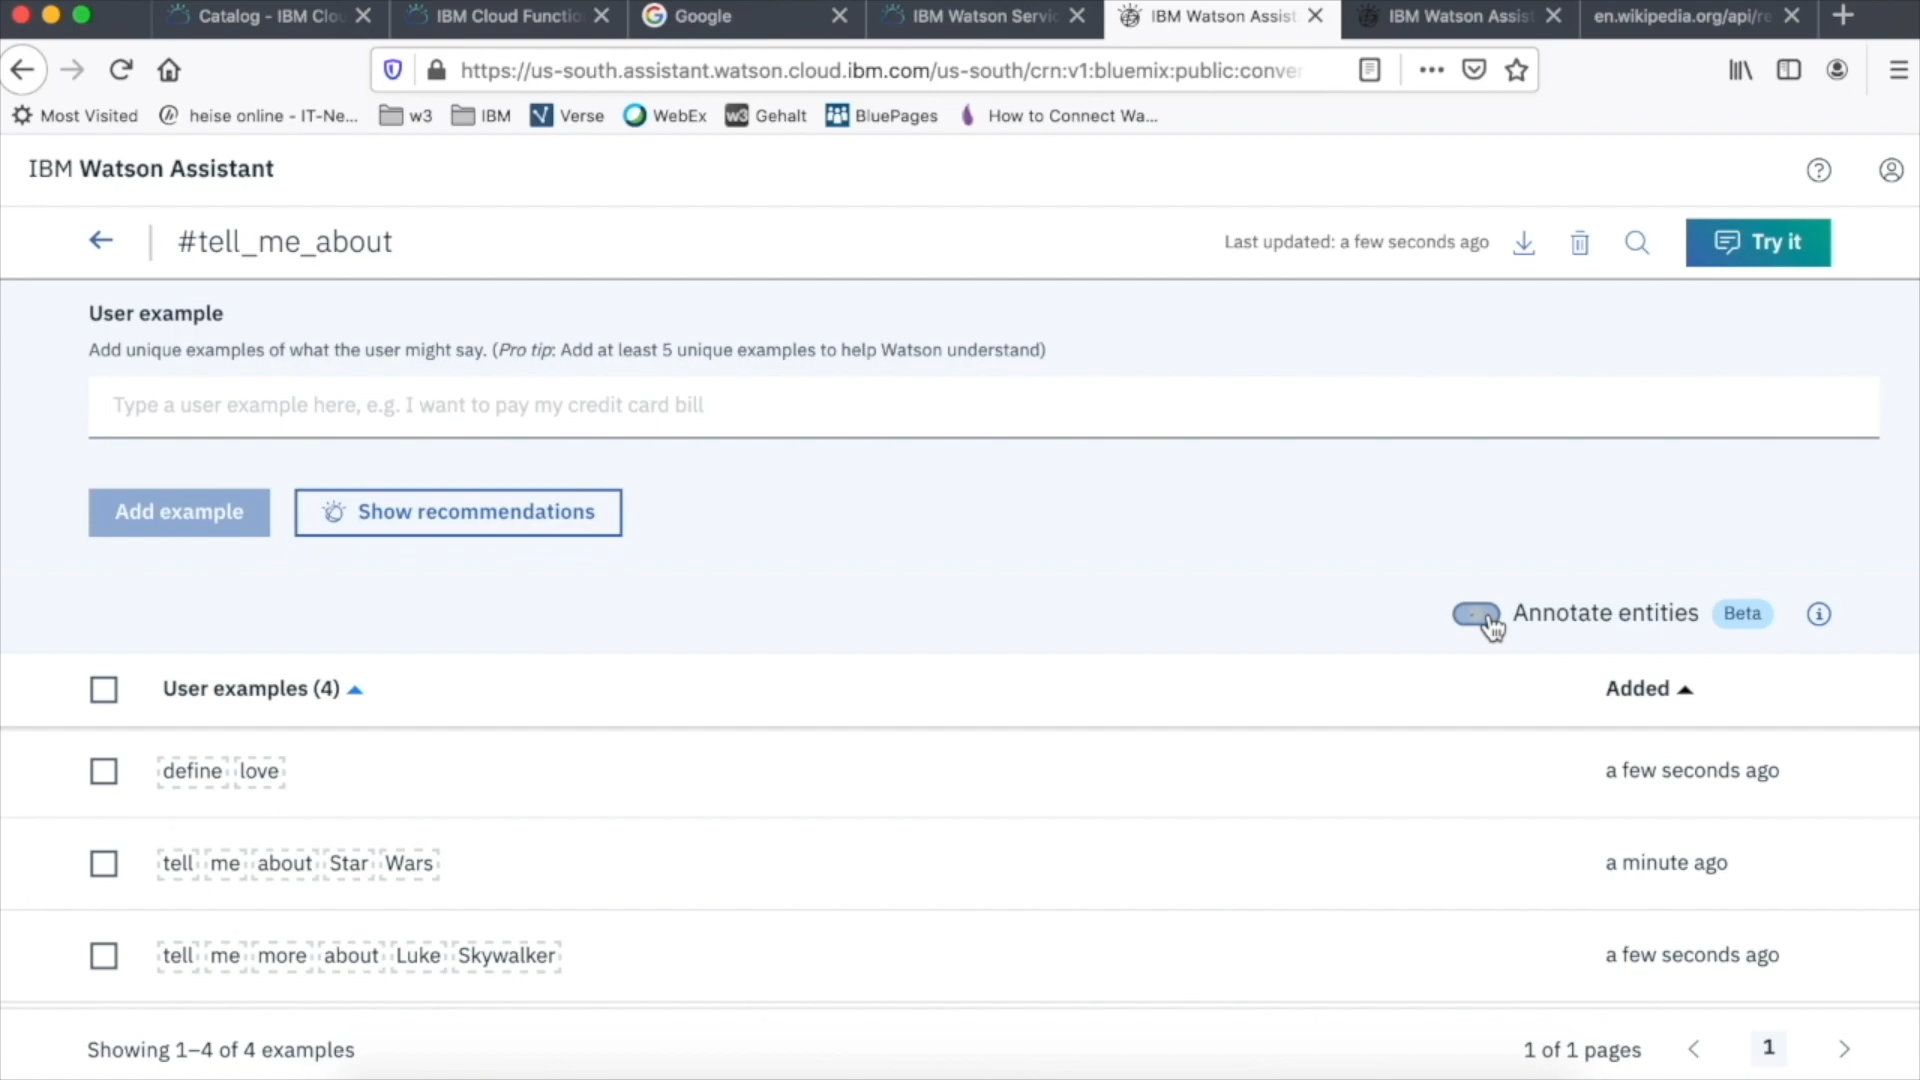 Catalog - IBM Clou
IBM Cloud Functio
Google
IBM Watson Servic
IBM Watson Assist
IBM Watson Assist
en.wikipedia.org/api/re
https://us-south.assistant.watson.cloud.ibm.com/us-south/crn:v1:bluemix:public:conver
Most Visited
heise online - IT-Ne...
w3
IBM
Verse
WebEx
w3 Gehalt
BluePages
How to Connect Wa...
IBM Watson Assistant
#tell_me_about
Last updated: a few seconds ago
Try it
User example
Add unique examples of what the user might say. (Pro tip: Add at least 5 unique examples to help Watson understand)
Type a user example here, e.g. I want to pay my credit card bill
Add example
Show recommendations
Annotate entities Beta
User examples (4)
Added
define love
a few seconds ago
tell me about Star Wars
a minute ago
tell me more about Luke Skywalker
a few seconds ago
Showing 1–4 of 4 examples
1 of 1 pages
1